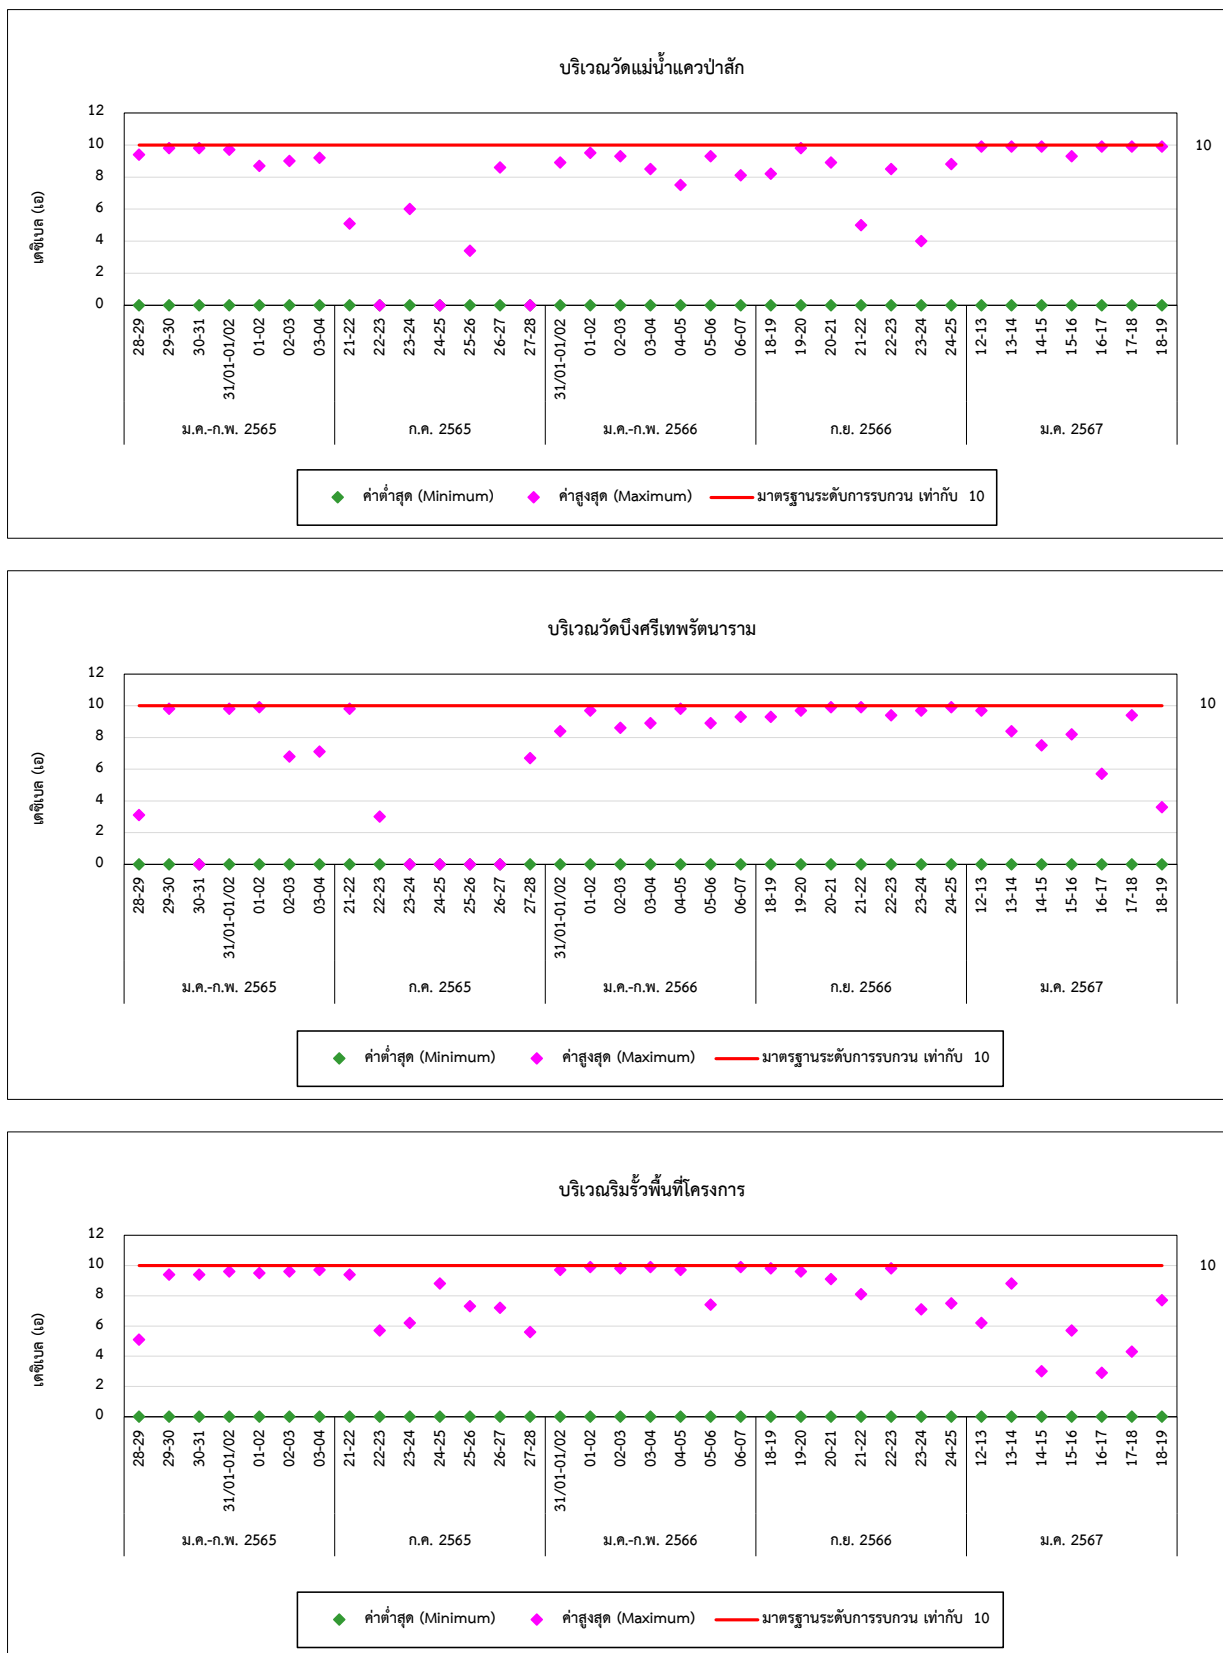 บริเวณวัดแม่น้ำแควป่าสัก
เดซิเบล (เอ)
12
10
8
6
4
2
0
10
28-29 29-30 30-31 31/01-01/02 01-02 02-03 03-04 21-22 22-23 23-24 24-25 25-26 26-27 27-28 31/01-01/02 01-02 02-03 03-04 04-05 05-06 06-07 18-19 19-20 20-21 21-22 22-23 23-24 24-25 12-13 13-14 14-15 15-16 16-17 17-18 18-19
ม.ค.-ก.พ. 2565 ก.ค. 2565 ม.ค.-ก.พ. 2566 ก.ย. 2566 ม.ค. 2567
ค่าต่ำสุด (Minimum) ค่าสูงสุด (Maximum) มาตรฐานระดับการรบกวน เท่ากับ 10
บริเวณวัดบึงศรีเทพรัตนาราม
เดซิเบล (เอ)
12
10
8
6
4
2
0
10
28-29 29-30 30-31 31/01-01/02 01-02 02-03 03-04 21-22 22-23 23-24 24-25 25-26 26-27 27-28 31/01-01/02 01-02 02-03 03-04 04-05 05-06 06-07 18-19 19-20 20-21 21-22 22-23 23-24 24-25 12-13 13-14 14-15 15-16 16-17 17-18 18-19
ม.ค.-ก.พ. 2565 ก.ค. 2565 ม.ค.-ก.พ. 2566 ก.ย. 2566 ม.ค. 2567
ค่าต่ำสุด (Minimum) ค่าสูงสุด (Maximum) มาตรฐานระดับการรบกวน เท่ากับ 10
บริเวณริมรั้วพื้นที่โครงการ
เดซิเบล (เอ)
12
10
8
6
4
2
0
10
28-29 29-30 30-31 31/01-01/02 01-02 02-03 03-04 21-22 22-23 23-24 24-25 25-26 26-27 27-28 31/01-01/02 01-02 02-03 03-04 04-05 05-06 06-07 18-19 19-20 20-21 21-22 22-23 23-24 24-25 12-13 13-14 14-15 15-16 16-17 17-18 18-19
ม.ค.-ก.พ. 2565 ก.ค. 2565 ม.ค.-ก.พ. 2566 ก.ย. 2566 ม.ค. 2567
ค่าต่ำสุด (Minimum) ค่าสูงสุด (Maximum) มาตรฐานระดับการรบกวน เท่ากับ 10